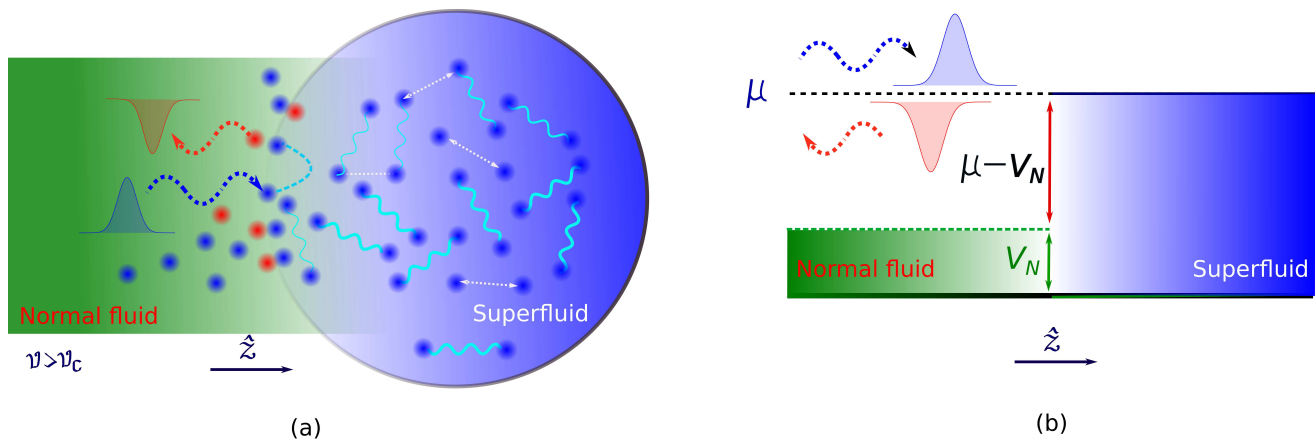 Normal fluid
Superfluid
v>v_c
ẑ
(a)
μ
μ−V_N
V_N
Normal fluid
Superfluid
ẑ
(b)